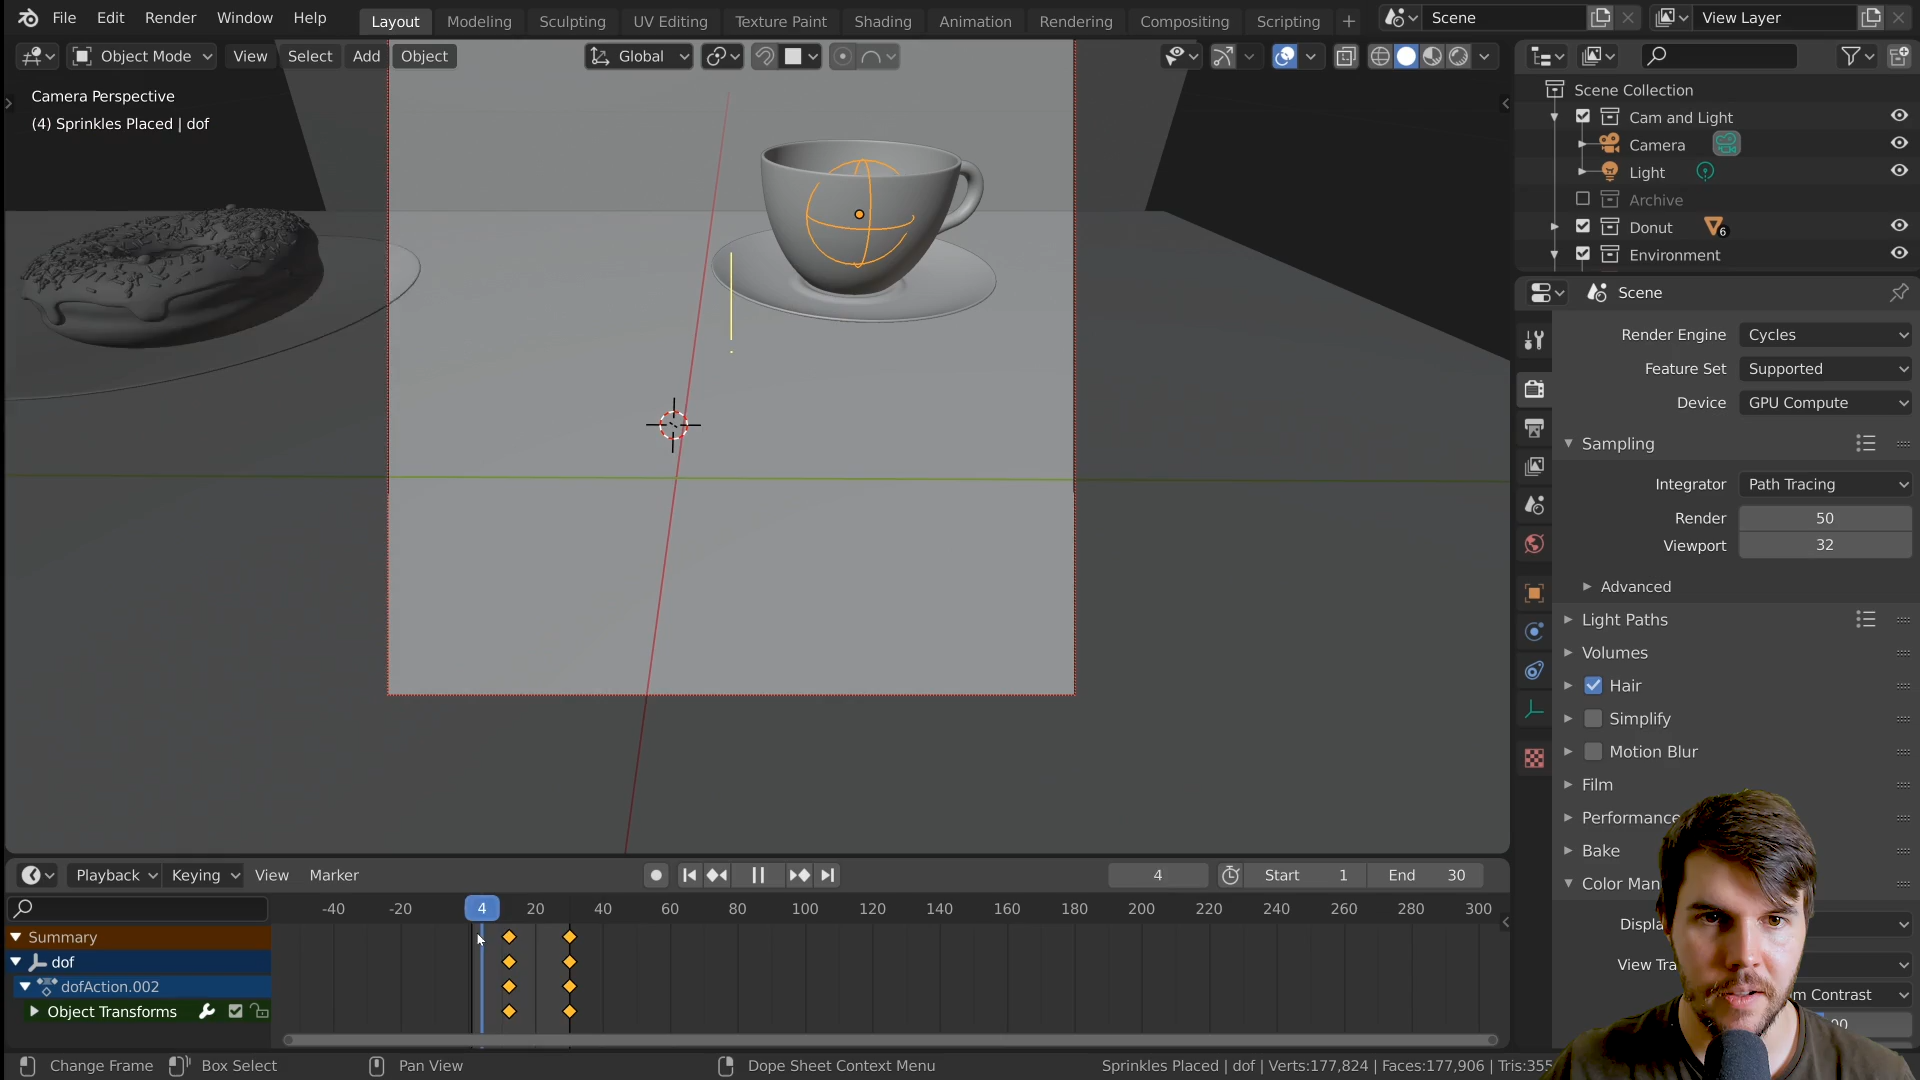 File Edit Render Window Help Layout Modeling Sculpting UV Editing Texture Paint Shading Animation Rendering Compositing Scripting + Scene View Layer
Object Mode View Select Add Object Global
Camera Perspective
(4) Sprinkles Placed | dof
Scene Collection
Cam and Light
Camera
Light
Archive
Donut 6
Environment
Scene
Render Engine Cycles
Feature Set Supported
Device GPU Compute
Sampling
Integrator Path Tracing
Render 50
Viewport 32
Advanced
Light Paths
Volumes
Hair
Simplify
Motion Blur
Film
Performance
Bake
Color Man
Displa
View Tra
m Contrast
Playback Keying View Marker 4 Start 1 End 30
-40 -20 4 20 40 60 80 100 120 140 160 180 200 220 240 260 280 300
Summary
dof
dofAction.002
Object Transforms
Change Frame Box Select Pan View Dope Sheet Context Menu Sprinkles Placed | dof | Verts:177,824 | Faces:177,906 | Tris:355